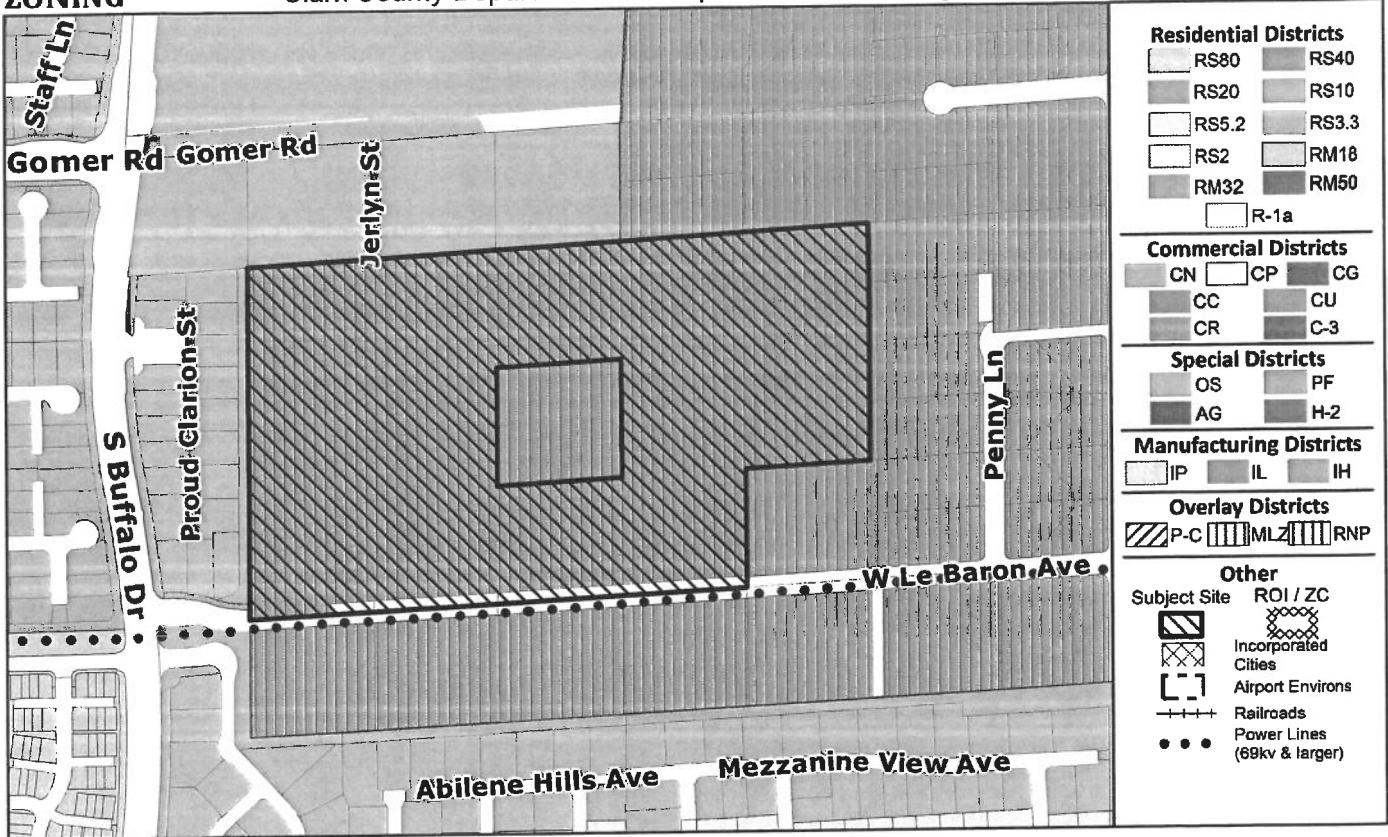 ZONING
Staff Ln
Gomer Rd
Gomer Rd
Jerlyn St
Proud Clarion St
S Buffalo Dr
Penny Ln
W Le Baron Ave
Abilene Hills Ave
Mezzanine View Ave
Residential Districts
RS80 RS40
RS20 RS10
RS5.2 RS3.3
RS2 RM18
RM32 RM50
R-1a
Commercial Districts
CN CP CG
CC CU
CR C-3
Special Districts
OS PF
AG H-2
Manufacturing Districts
IP IL IH
Overlay Districts
P-C MLZ RNP
Other
Subject Site ROI / ZC
Incorporated
Cities
Airport Environs
Railroads
Power Lines
(69kv & larger)